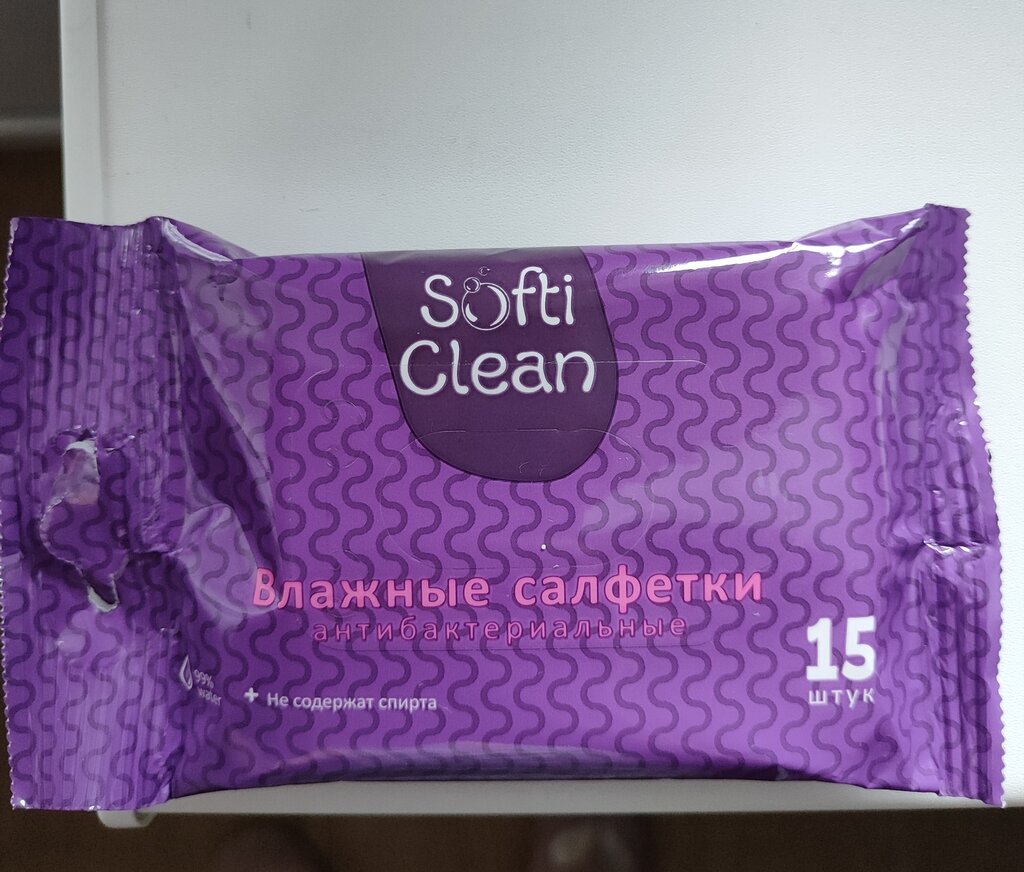 Softi
Clean
Влажные салфетки
антибактериальные
15
штук
99%
water
+ Не содержат спирта